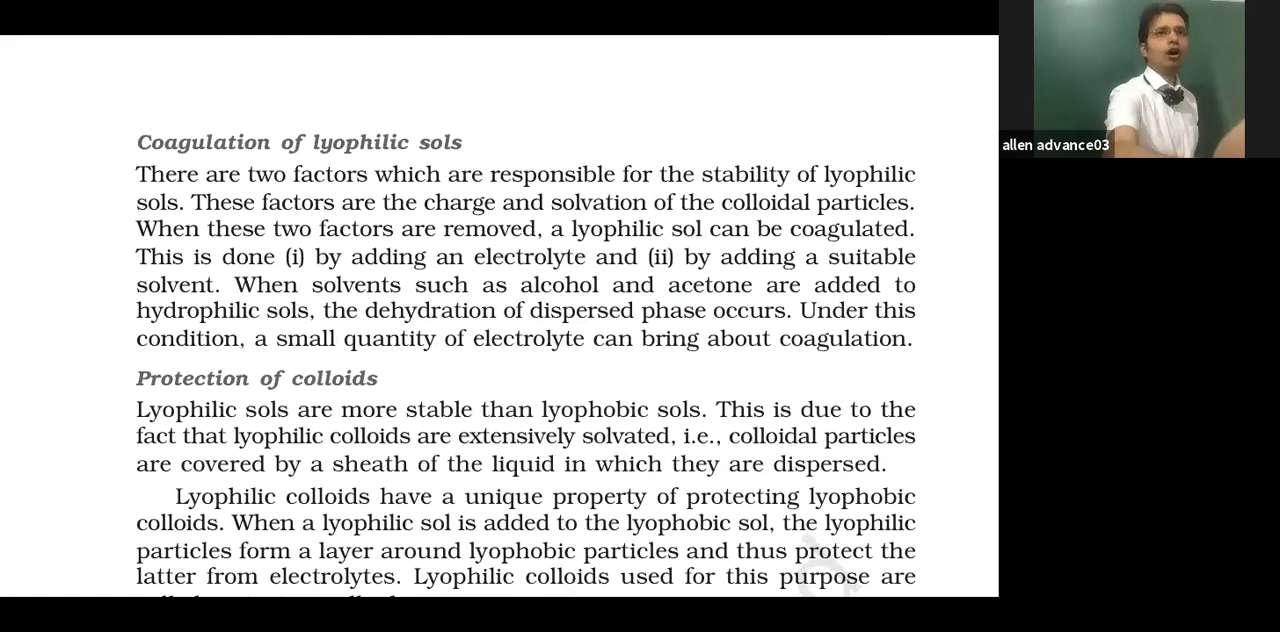 Coagulation of lyophilic sols
There are two factors which are responsible for the stability of lyophilic
sols. These factors are the charge and solvation of the colloidal particles.
When these two factors are removed, a lyophilic sol can be coagulated.
This is done (i) by adding an electrolyte and (ii) by adding a suitable
solvent. When solvents such as alcohol and acetone are added to
hydrophilic sols, the dehydration of dispersed phase occurs. Under this
condition, a small quantity of electrolyte can bring about coagulation.
Protection of colloids
Lyophilic sols are more stable than lyophobic sols. This is due to the
fact that lyophilic colloids are extensively solvated, i.e., colloidal particles
are covered by a sheath of the liquid in which they are dispersed.
Lyophilic colloids have a unique property of protecting lyophobic
colloids. When a lyophilic sol is added to the lyophobic sol, the lyophilic
particles form a layer around lyophobic particles and thus protect the
latter from electrolytes. Lyophilic colloids used for this purpose are
allen advance03